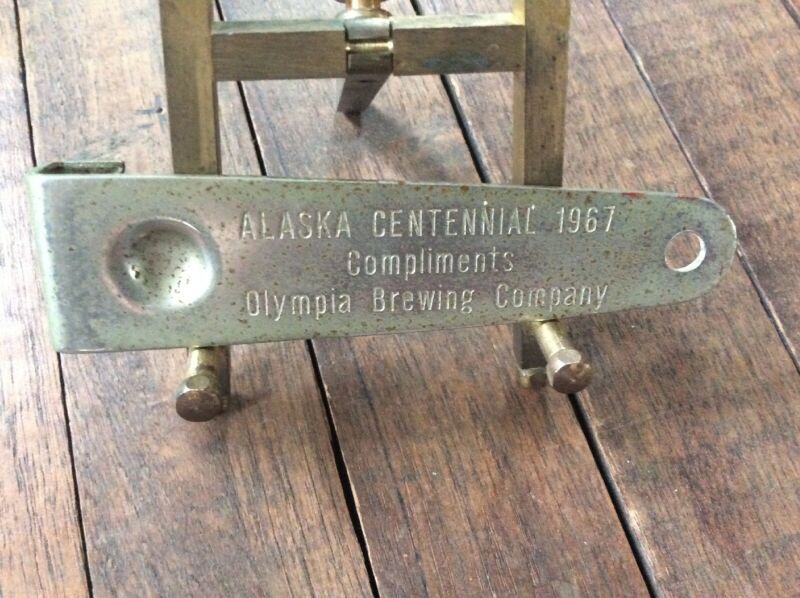 ALASKA CENTENNIAL 1967
Compliments
Olympia Brewing Company